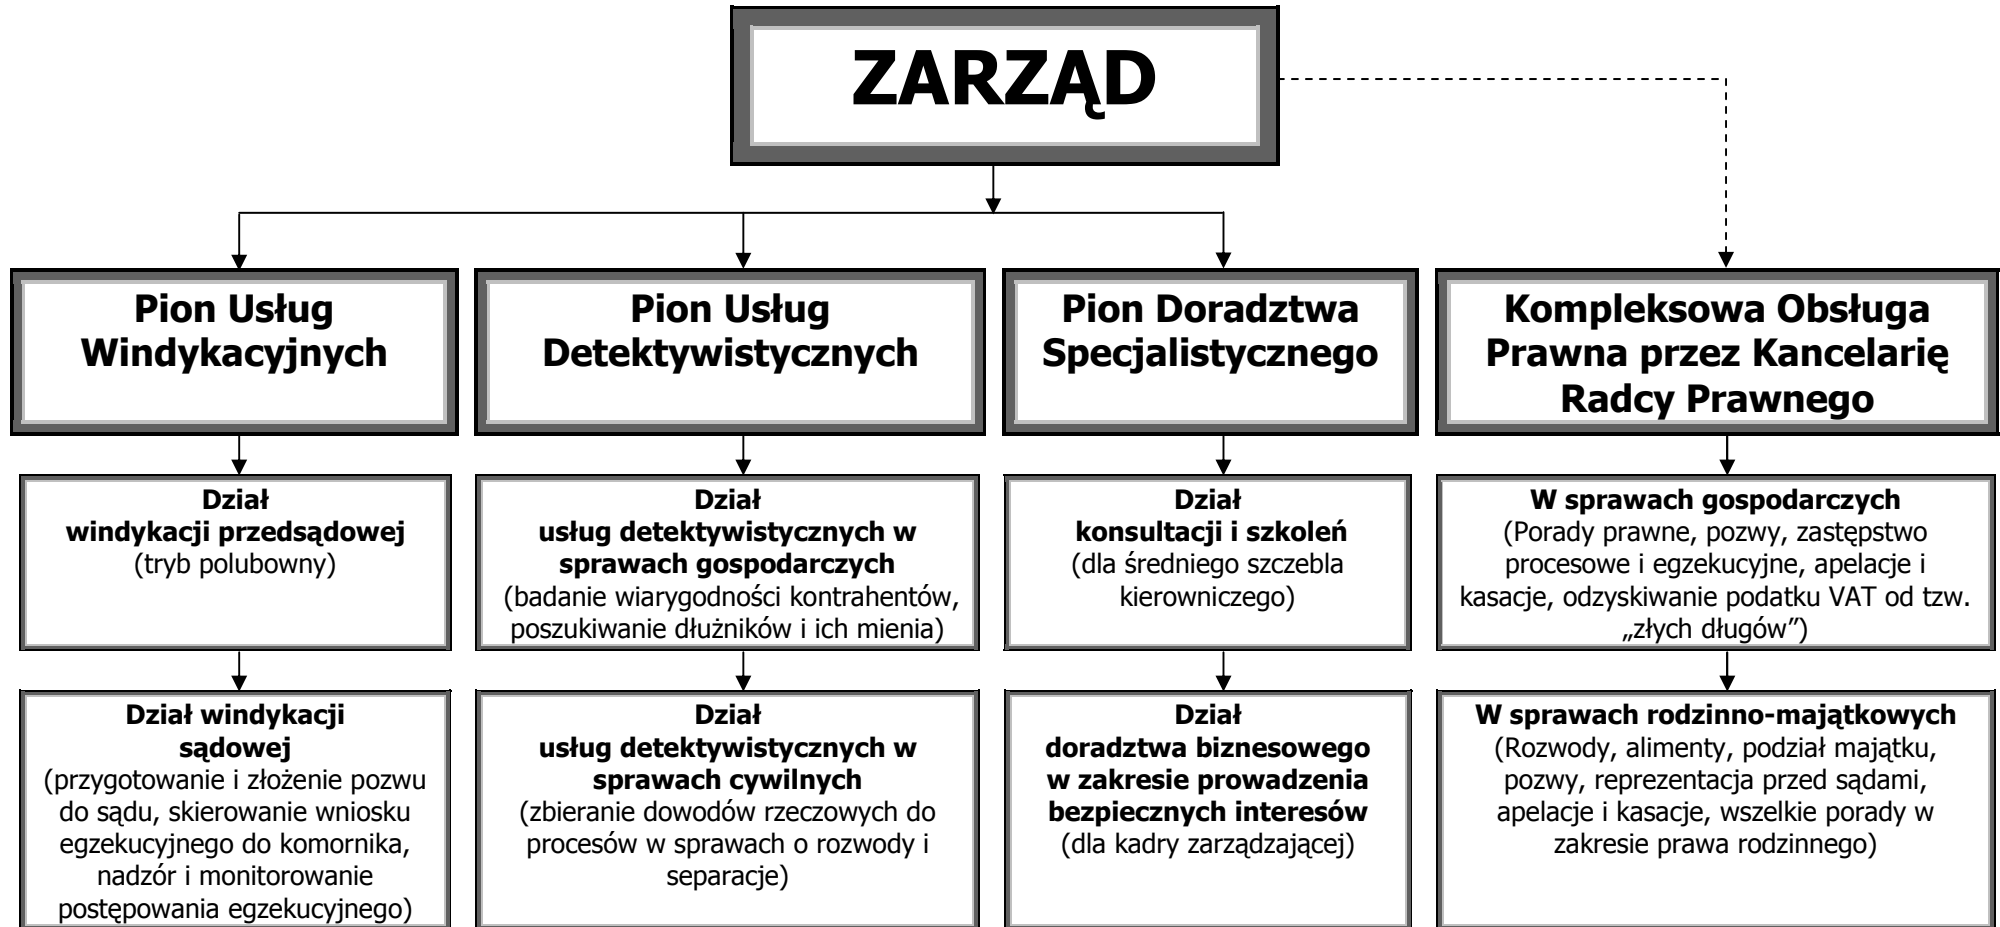 ZARZĄD
Pion Usług
Windykacyjnych
Pion Usług
Detektywistycznych
Pion Doradztwa
Specjalistycznego
Kompleksowa Obsługa
Prawna przez Kancelarię
Radcy Prawnego
Dział
windykacji przedsądowej
(tryb polubowny)
Dział
usług detektywistycznych w
sprawach gospodarczych
(badanie wiarygodności kontrahentów,
poszukiwanie dłużników i ich mienia)
Dział
konsultacji i szkoleń
(dla średniego szczebla
kierowniczego)
W sprawach gospodarczych
(Porady prawne, pozwy, zastępstwo
procesowe i egzekucyjne, apelacje i
kasacje, odzyskiwanie podatku VAT od tzw.
„złych długów”)
Dział windykacji
sądowej
(przygotowanie i złożenie pozwu
do sądu, skierowanie wniosku
egzekucyjnego do komornika,
nadzór i monitorowanie
postępowania egzekucyjnego)
Dział
usług detektywistycznych w
sprawach cywilnych
(zbieranie dowodów rzeczowych do
procesów w sprawach o rozwody i
separacje)
Dział
doradztwa biznesowego
w zakresie prowadzenia
bezpiecznych interesów
(dla kadry zarządzającej)
W sprawach rodzinno-majątkowych
(Rozwody, alimenty, podział majątku,
pozwy, reprezentacja przed sądami,
apelacje i kasacje, wszelkie porady w
zakresie prawa rodzinnego)